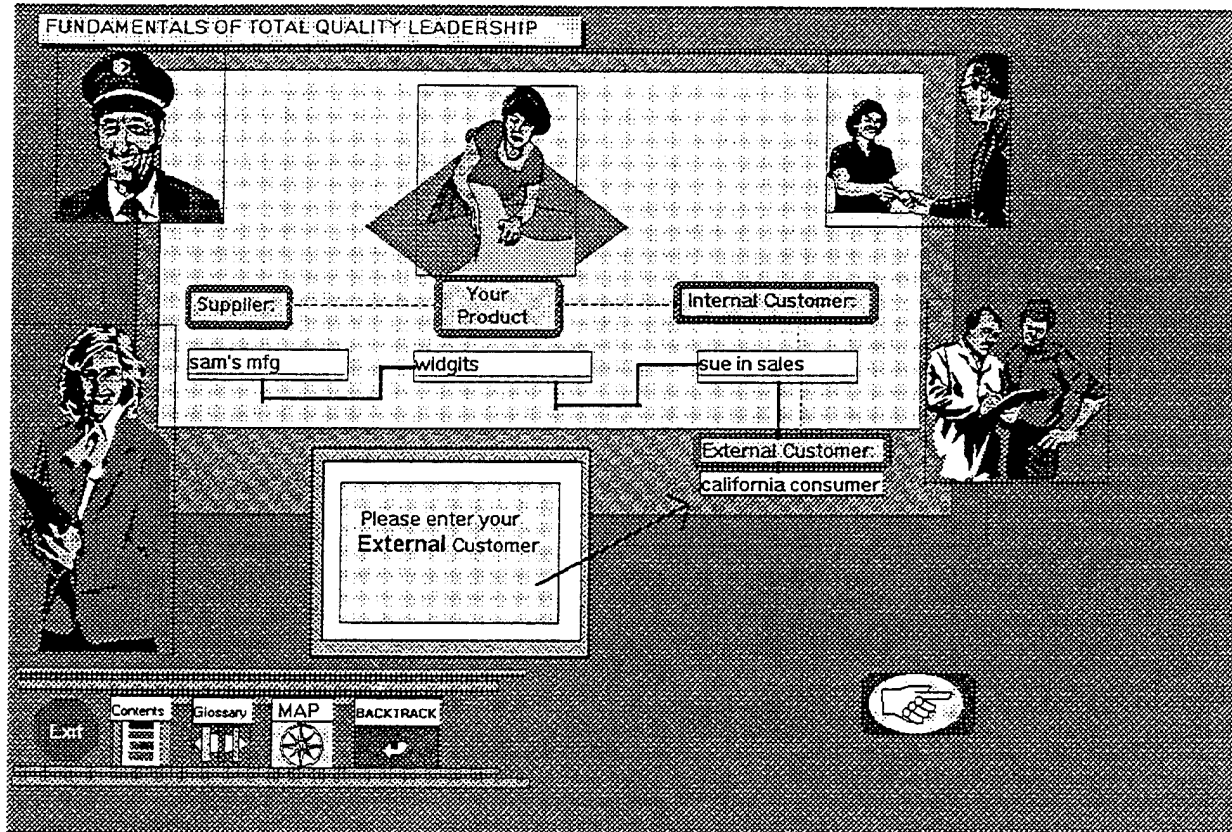 FUNDAMENTALS OF TOTAL QUALITY LEADERSHIP
Supplier:
Your
Product
Internal Customer:
sam's mfg
widgits
sue in sales
External Customer:
california consumer
Please enter your
External Customer
Exit
Contents
Glossary
MAP
BACKTRACK